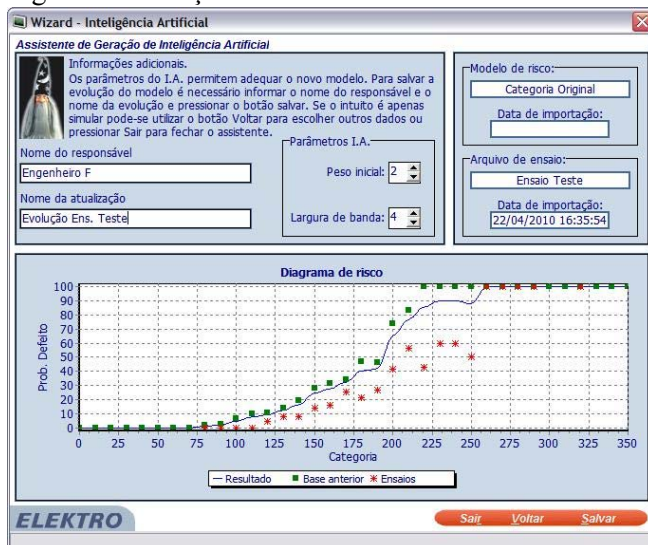 Wizard - Inteligência Artificial
Assistente de Geração de Inteligência Artificial
Informações adicionais.
Os parâmetros do I.A. permitem adequar o novo modelo. Para salvar a
evolução do modelo é necessário informar o nome do responsável e o
nome da evolução e pressionar o botão salvar. Se o intuito é apenas
simular pode-se utilizar o botão Voltar para escolher outros dados ou
pressionar Sair para fechar o assistente.
Nome do responsável
Engenheiro F
Nome da atualização
Evolução Ens. Teste
Parâmetros I.A.
Peso inicial: 2
Largura de banda: 4
Modelo de risco:
Categoria Original
Data de importação:
Arquivo de ensaio:
Ensaio Teste
Data de importação:
22/04/2010 16:35:54
Diagrama de risco
Prob. Defeito
100
90
80
70
60
50
40
30
20
10
0
0 25 50 75 100 125 150 175 200 225 250 275 300 325 350
Categoria
Resultado Base anterior Ensaios
ELEKTRO
Sair Voltar Salvar